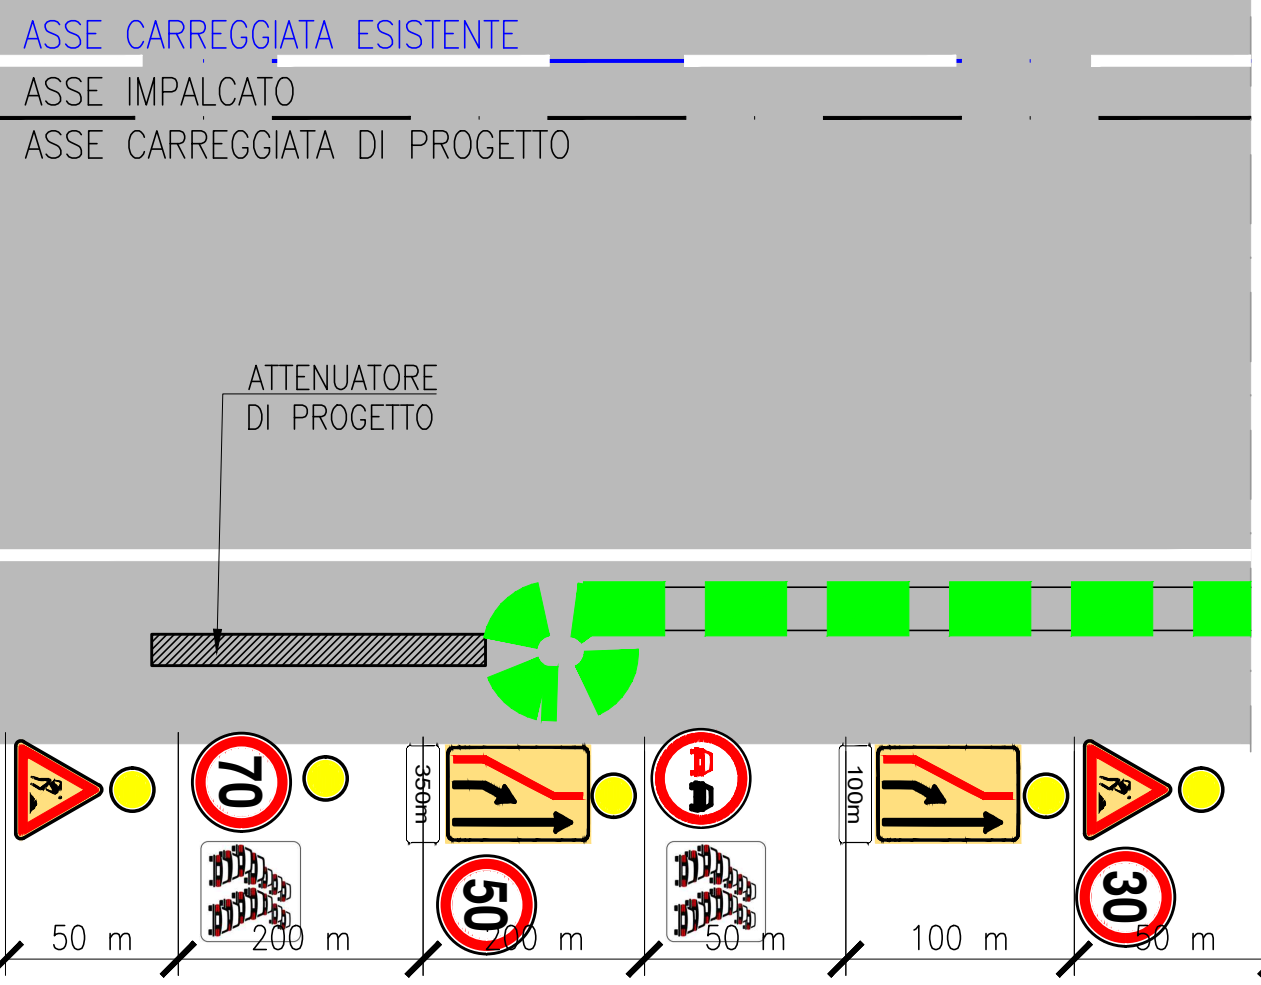 ASSE CARREGGIATA ESISTENTE
ASSE IMPALCATO
ASSE CARREGGIATA DI PROGETTO
ATTENUATORE
DI PROGETTO
70
350m
100m
50
30
50 m
200 m
200 m
50 m
100 m
50 m